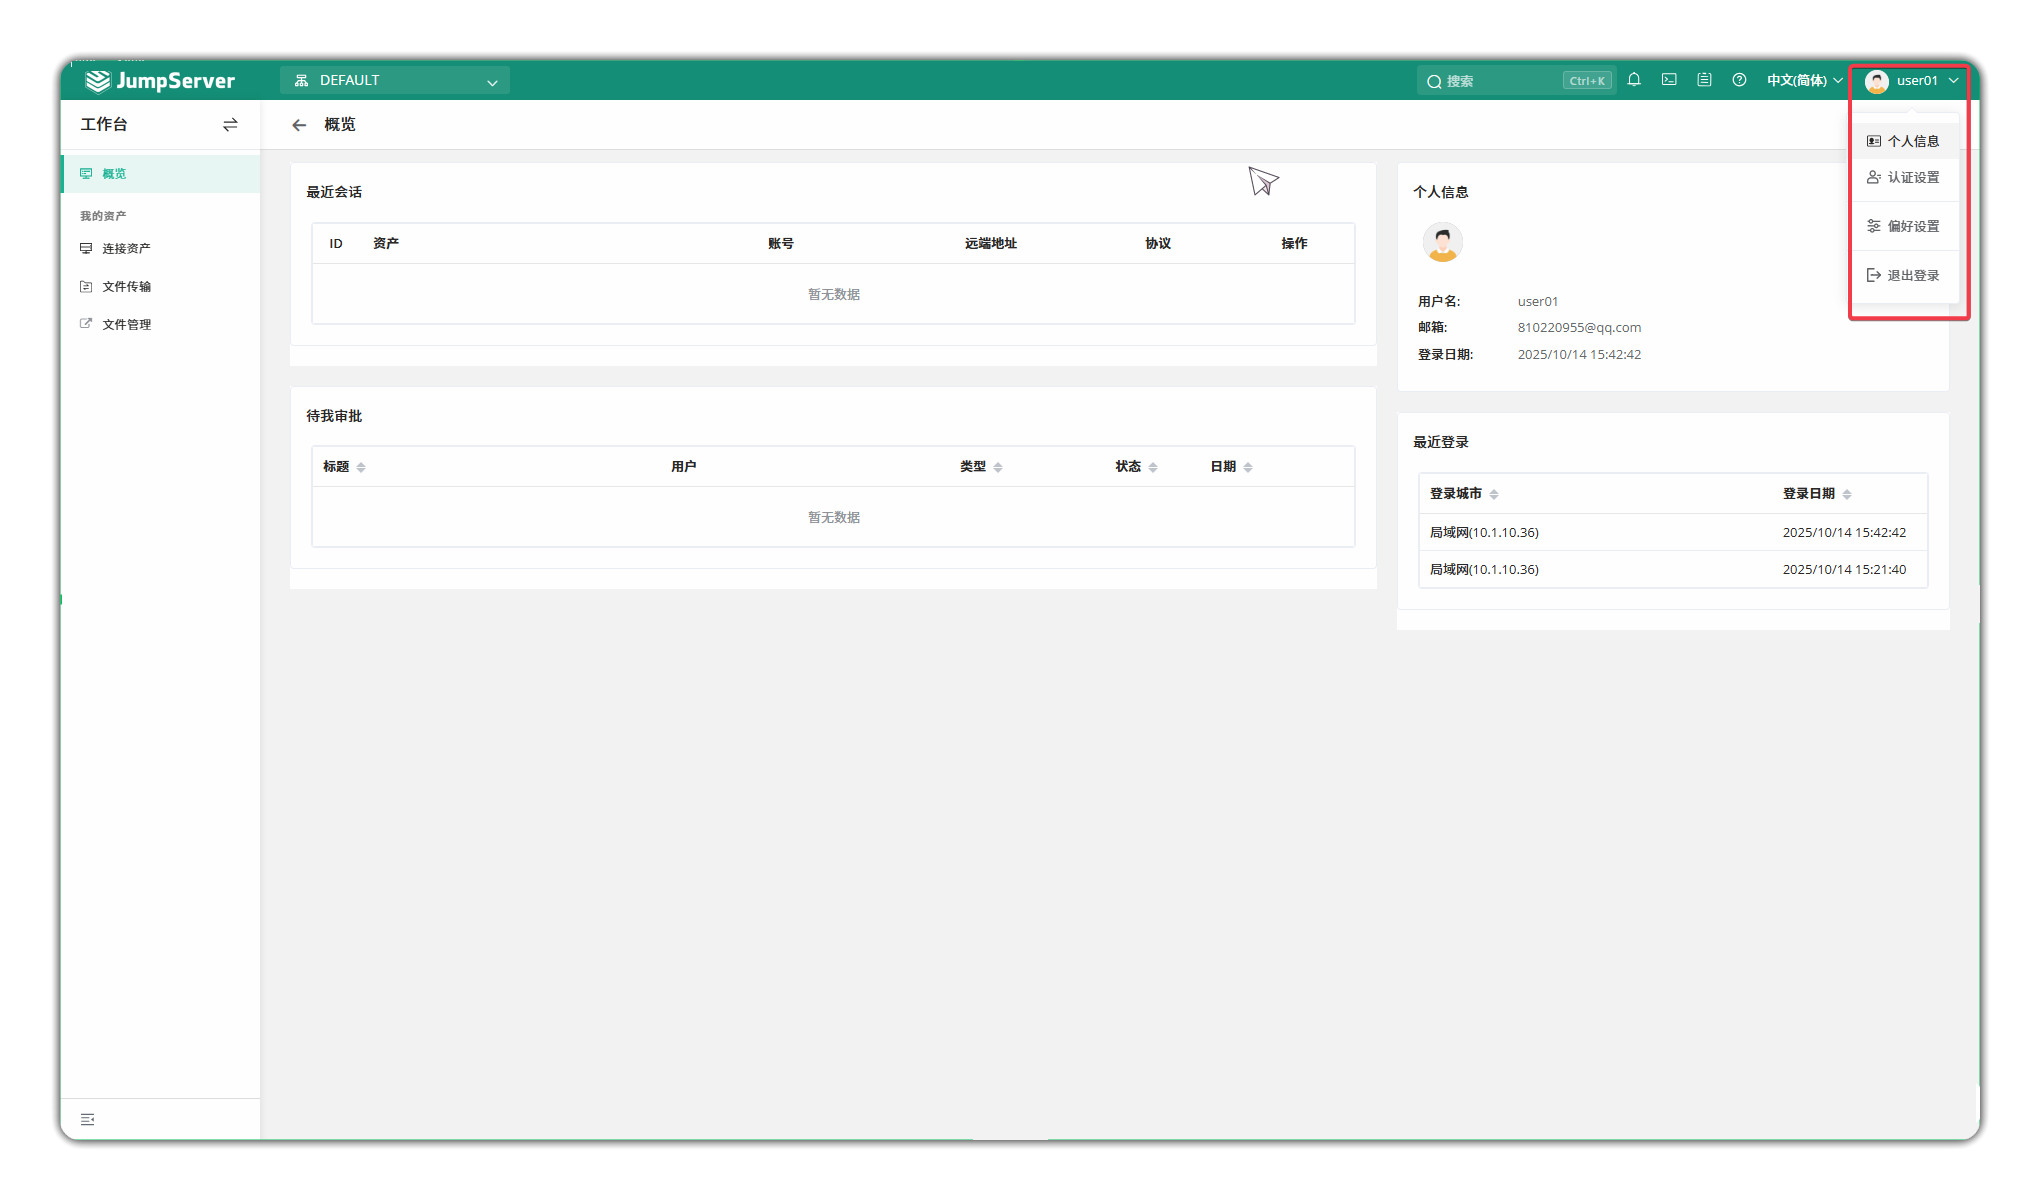 JumpServer
DEFAULT
搜索
Ctrl+K
中文(简体)
user01
工作台
概览
个人信息
认证设置
偏好设置
退出登录
概览
我的资产
连接资产
文件传输
文件管理
最近会话
ID 资产 账号 远端地址 协议 操作
暂无数据
待我审批
标题 用户 类型 状态 日期
暂无数据
个人信息
用户名: user01
邮箱: 810220955@qq.com
登录日期: 2025/10/14 15:42:42
最近登录
登录城市 登录日期
局域网(10.1.10.36) 2025/10/14 15:42:42
局域网(10.1.10.36) 2025/10/14 15:21:40